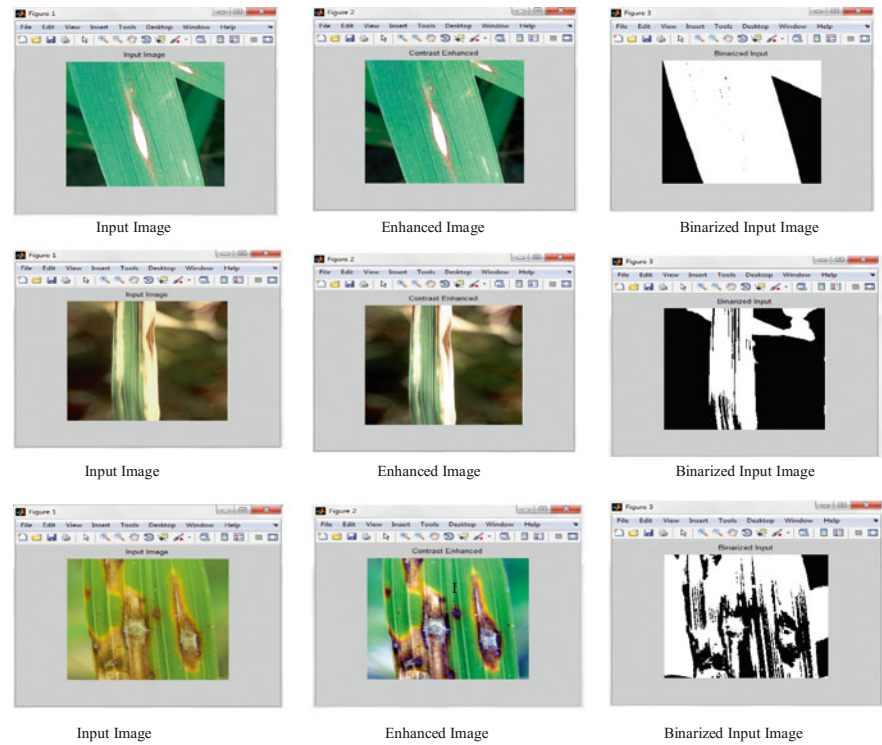 Figure 1
File Edit View Insert Tools Desktop Window Help
Input Image
Input Image
Figure 2
File Edit View Insert Tools Desktop Window Help
Contrast Enhanced
Enhanced Image
Figure 3
File Edit View Insert Tools Desktop Window Help
Binarized Input
Binarized Input Image
Figure 1
File Edit View Insert Tools Desktop Window Help
Input Image
Input Image
Figure 2
File Edit View Insert Tools Desktop Window Help
Contrast Enhanced
Enhanced Image
Figure 3
File Edit View Insert Tools Desktop Window Help
Binarized Input
Binarized Input Image
Figure 1
File Edit View Insert Tools Desktop Window Help
Input Image
Input Image
Figure 2
File Edit View Insert Tools Desktop Window Help
Contrast Enhanced
Enhanced Image
Figure 3
File Edit View Insert Tools Desktop Window Help
Binarized Input
Binarized Input Image